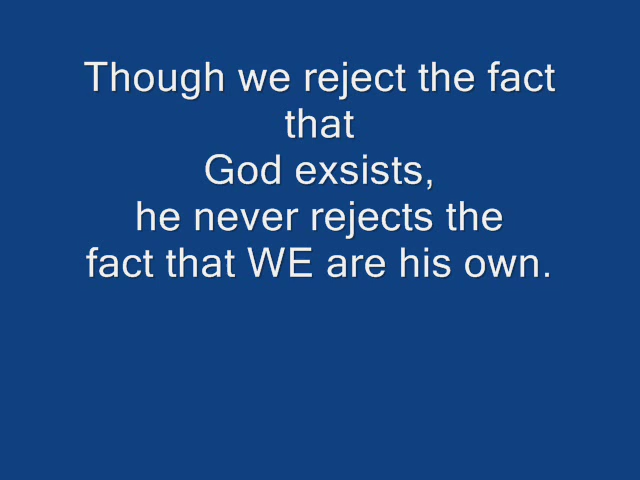 Though we reject the fact
that
God exsists,
he never rejects the
fact that WE are his own.